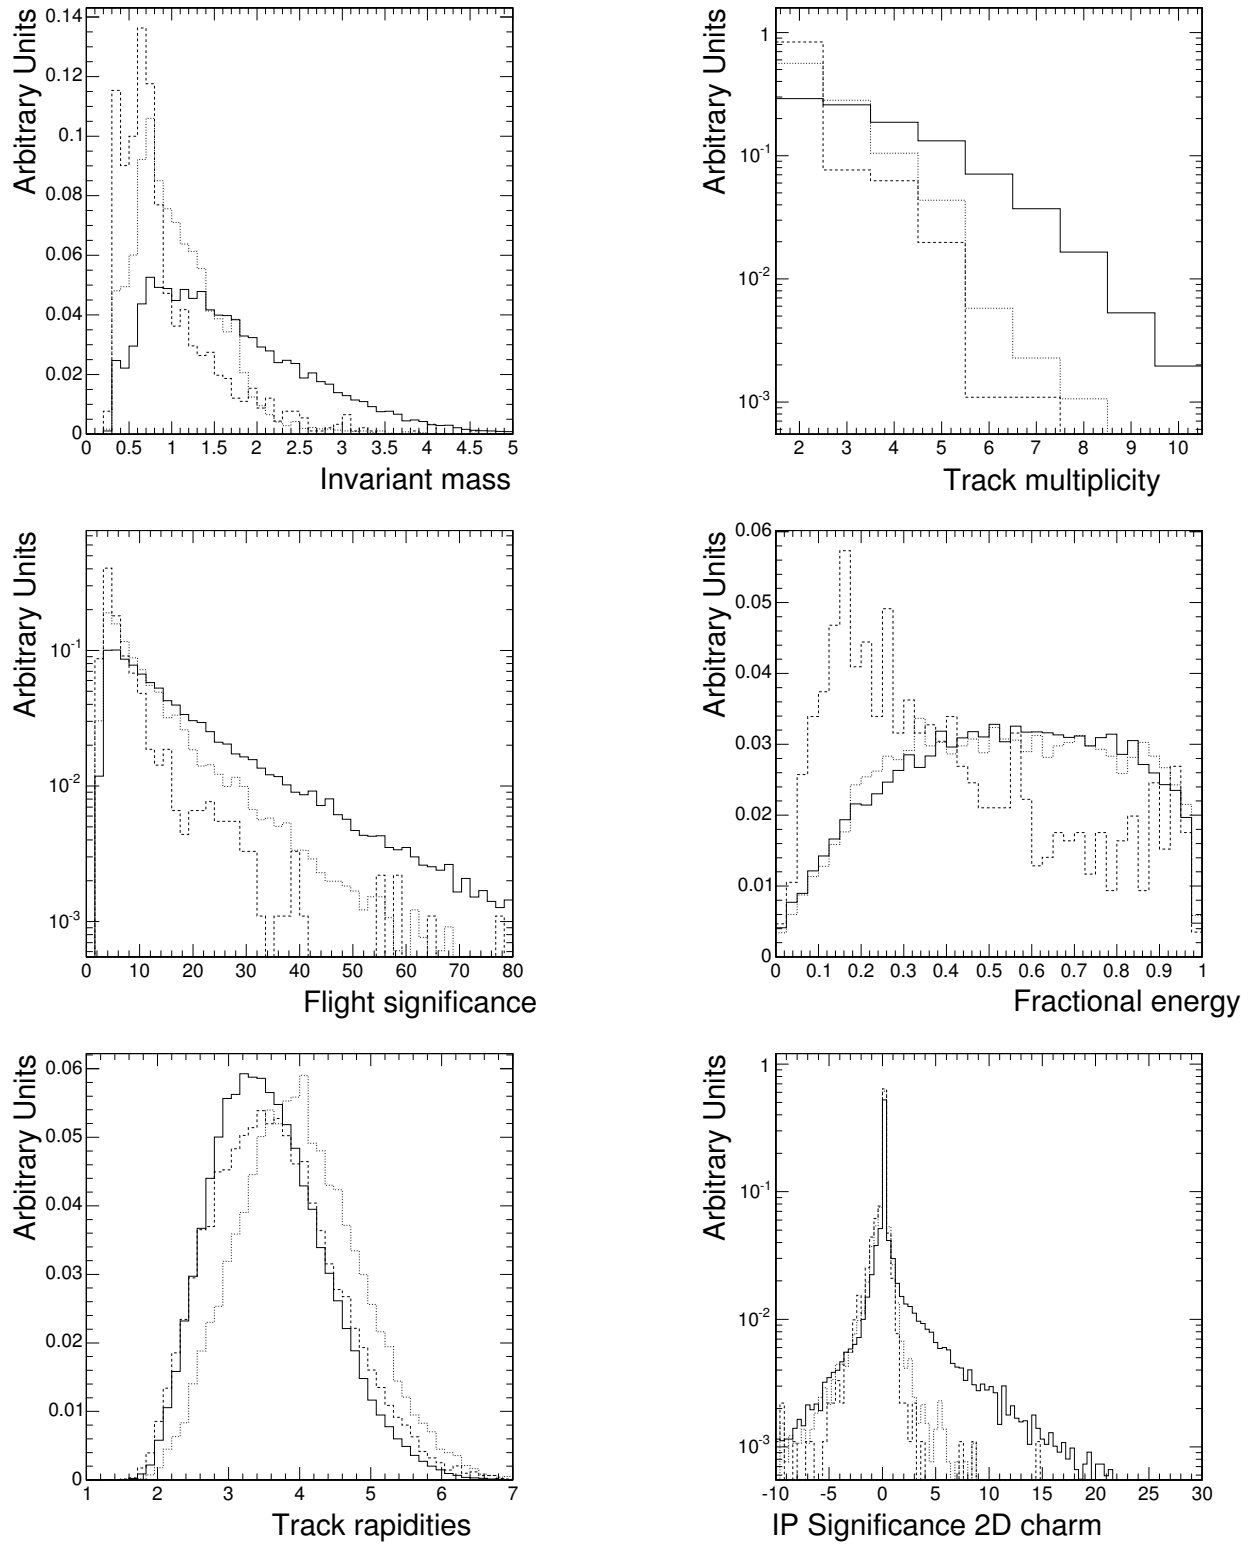 Arbitrary Units
0.14
0.12
0.1
0.08
0.06
0.04
0.02
0
0 0.5 1 1.5 2 2.5 3 3.5 4 4.5 5
Invariant mass
Arbitrary Units
1
10-1
10-2
10-3
2 3 4 5 6 7 8 9 10
Track multiplicity
Arbitrary Units
10-1
10-2
10-3
0 10 20 30 40 50 60 70 80
Flight significance
Arbitrary Units
0.06
0.05
0.04
0.03
0.02
0.01
0
0 0.1 0.2 0.3 0.4 0.5 0.6 0.7 0.8 0.9 1
Fractional energy
Arbitrary Units
0.06
0.05
0.04
0.03
0.02
0.01
0
1 2 3 4 5 6 7
Track rapidities
Arbitrary Units
1
10-1
10-2
10-3
-10 -5 0 5 10 15 20 25 30
IP Significance 2D charm